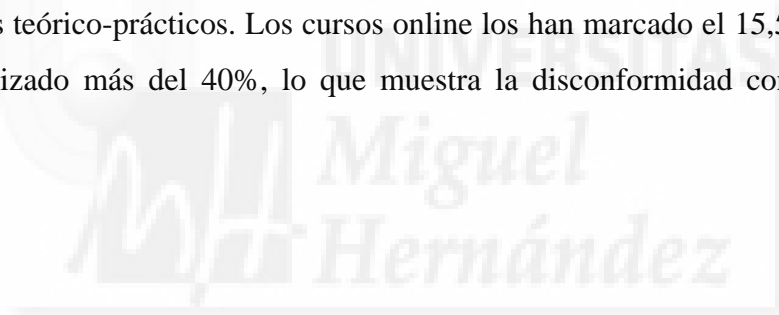 s teórico-prácticos. Los cursos online los han marcado el 15,5
izado más del 40%, lo que muestra la disconformidad con
UNIVERSITAS
Miguel
Hernández